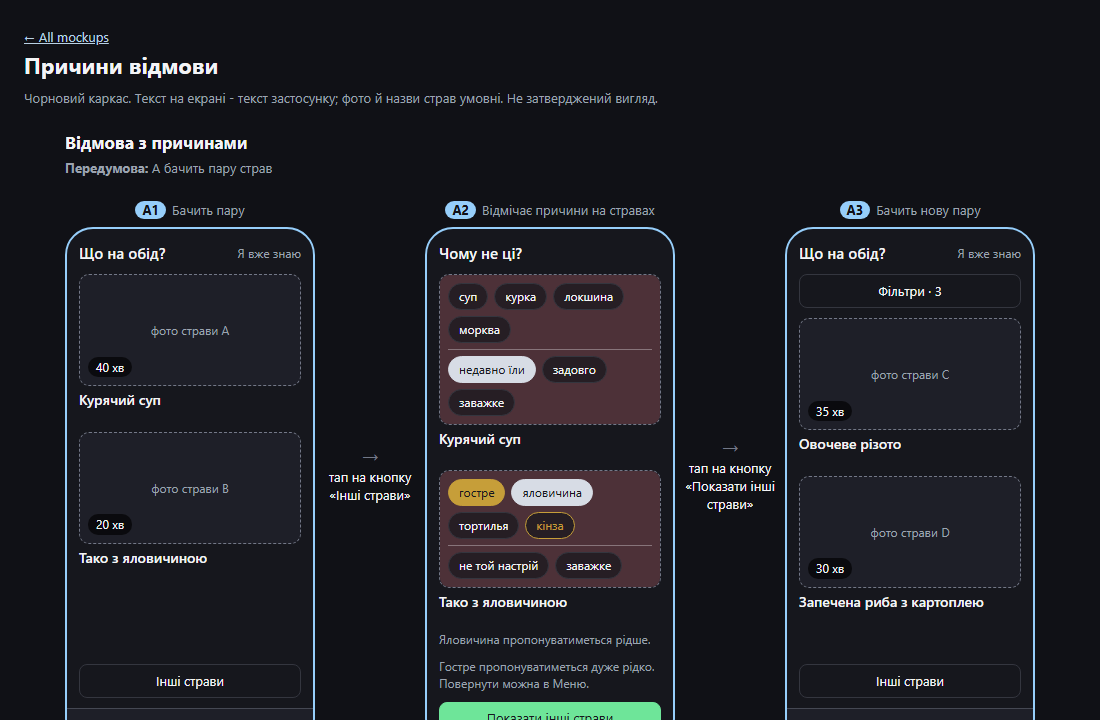 ← All mockups
Причини відмови
Чорновий каркас. Текст на екрані - текст застосунку; фото й назви страв умовні. Не затверджений вигляд.
Відмова з причинами
Передумова: А бачить пару страв
A1 Бачить пару
Що на обід? Я вже знаю
фото страви A
40 хв
Курячий суп
фото страви B
20 хв
Тако з яловичиною
Інші страви
→
тап на кнопку
«Інші страви»
A2 Відмічає причини на стравах
Чому не ці?
суп курка локшина
морква
недавно їли задовго
заважке
Курячий суп
гостре яловичина
тортилья кінза
не той настрій заважке
Тако з яловичиною
Яловичина пропонуватиметься рідше.
Гостре пропонуватиметься дуже рідко.
Повернути можна в Меню.
Показати інші страви
→
тап на кнопку
«Показати інші
страви»
A3 Бачить нову пару
Що на обід? Я вже знаю
Фільтри · 3
фото страви C
35 хв
Овочеве різото
фото страви D
30 хв
Запечена риба з картоплею
Інші страви